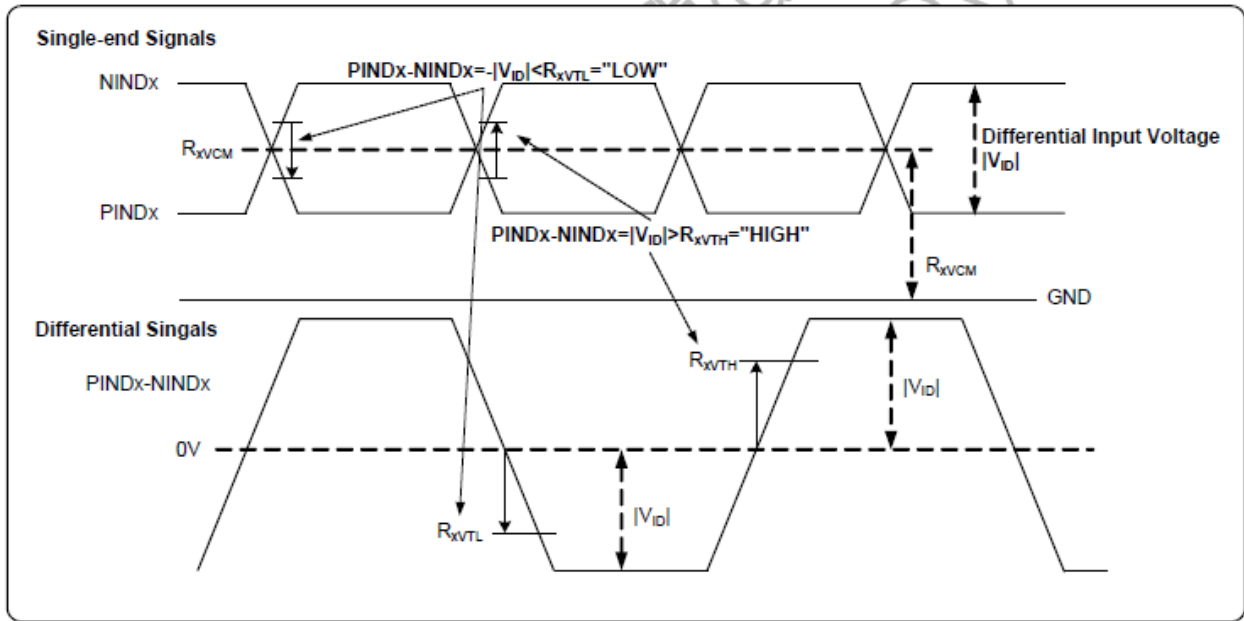 Single-end Signals
NINDx
PINDx-NINDx=-|VID|<RxVTL="LOW"
RxVCM
Differential Input Voltage
|VID|
PINDx
PINDx-NINDx=|VID|>RxVTH="HIGH"
RxVCM
GND
Differential Singals
RxVTH
PINDx-NINDx
|VID|
0V
|VID|
RxVTL